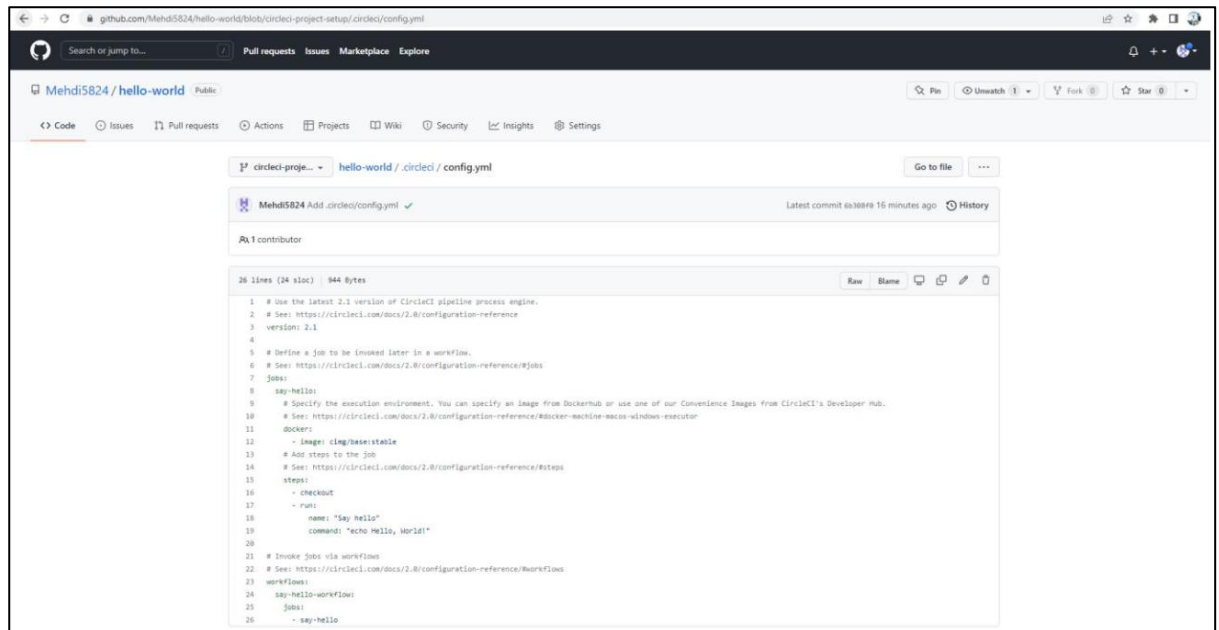 github.com/Mehdi5824/hello-world/blob/circleci-project-setup/.circleci/config.yml
Search or jump to... / Pull requests Issues Marketplace Explore
Mehdi5824 / hello-world Public Pin Unwatch 1 Fork 0 Star 0
<> Code Issues Pull requests Actions Projects Wiki Security Insights Settings
circleci-proje... hello-world / .circleci / config.yml Go to file ...
Mehdi5824 Add .circleci/config.yml Latest commit 16 minutes ago History
1 contributor
26 lines (24 sloc) 944 Bytes Raw Blame
1 # Use the latest 2.1 version of CircleCI pipeline process engine.
2 # See: https://circleci.com/docs/2.0/configuration-reference
3 version: 2.1
4
5 # Define a job to be invoked later in a workflow.
6 # See: https://circleci.com/docs/2.0/configuration-reference/#jobs
7 jobs:
8 say-hello:
9 # Specify the execution environment. You can specify an image from Dockerhub or use one of our Convenience Images from CircleCI's Developer Hub.
10 # See: https://circleci.com/docs/2.0/configuration-reference/#docker-machine-macos-windows-executor
11 docker:
12 - image: cimg/base:stable
13 # Add steps to the job
14 # See: https://circleci.com/docs/2.0/configuration-reference/#steps
15 steps:
16 - checkout
17 - run:
18 name: "Say hello"
19 command: "echo Hello, World!"
20
21 # Invoke jobs via workflows
22 # See: https://circleci.com/docs/2.0/configuration-reference/#workflows
23 workflows:
24 say-hello-workflow:
25 jobs:
26 - say-hello